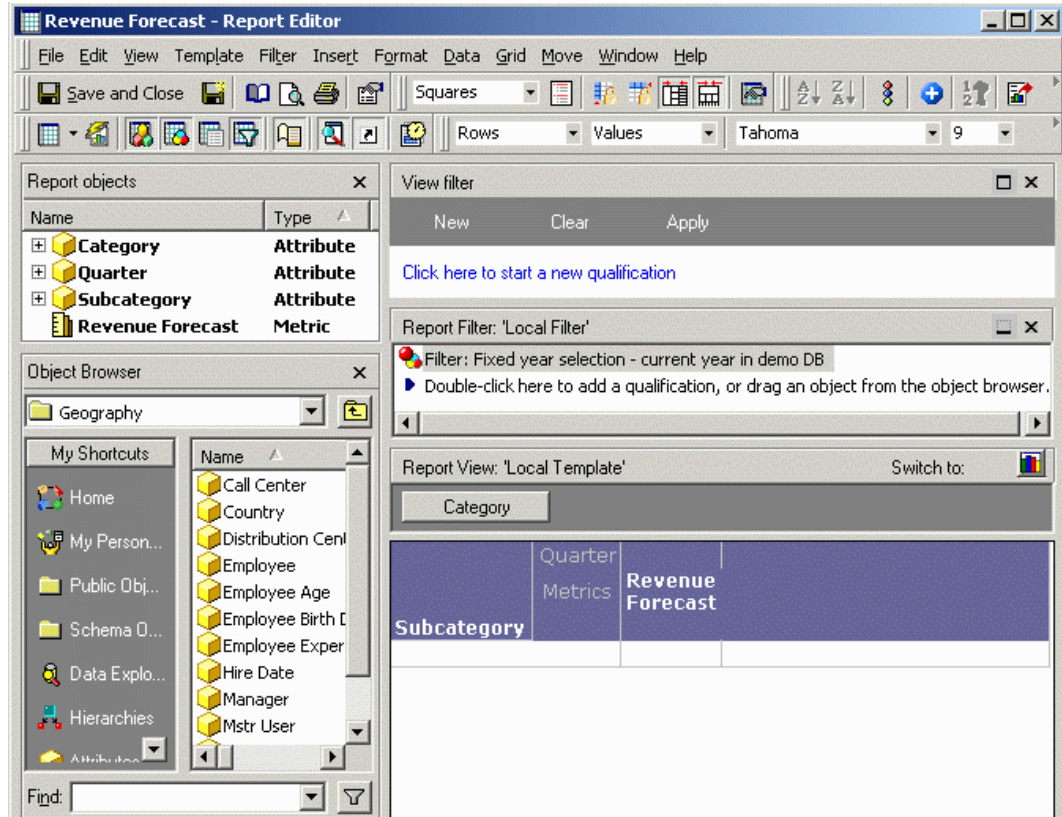 Revenue Forecast - Report Editor
File Edit View Template Filter Insert Format Data Grid Move Window Help
Save and Close Squares
Rows Values Tahoma 9
Report objects
Name Type
Category Attribute
Quarter Attribute
Subcategory Attribute
Revenue Forecast Metric
Object Browser
Geography
My Shortcuts
Home
My Person...
Public Obj...
Schema O...
Data Explo...
Hierarchies
Name
Call Center
Country
Distribution Cen
Employee
Employee Age
Employee Birth D
Employee Exper
Hire Date
Manager
Mstr User
Find:
View filter
New Clear Apply
Click here to start a new qualification
Report Filter: 'Local Filter'
Filter: Fixed year selection - current year in demo DB
Double-click here to add a qualification, or drag an object from the object browser.
Report View: 'Local Template' Switch to:
Category
Quarter
Metrics
Revenue
Forecast
Subcategory